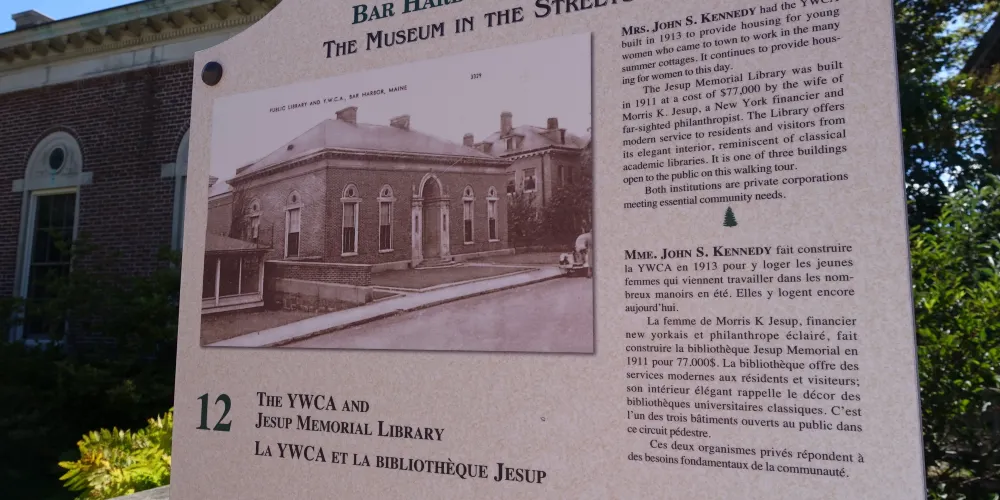 BAR HAR
THE MUSEUM IN THE STREETS
PUBLIC LIBRARY AND Y.W.C.A., BAR HARBOR, MAINE
2029
MRS. JOHN S. KENNEDY had the YWCA
built in 1913 to provide housing for young
women who came to town to work in the many
summer cottages. It continues to provide hous-
ing for women to this day.
The Jesup Memorial Library was built
in 1911 at a cost of $77,000 by the wife of
Morris K. Jesup, a New York financier and
far-sighted philanthropist. The Library offers
modern service to residents and visitors from
its elegant interior, reminiscent of classical
academic libraries. It is one of three buildings
open to the public on this walking tour.
Both institutions are private corporations
meeting essential community needs.
MME. JOHN S. KENNEDY fait construire
la YWCA en 1913 pour y loger les jeunes
femmes qui viennent travailler dans les nom-
breux manoirs en été. Elles y logent encore
aujourd'hui.
La femme de Morris K Jesup, financier
new yorkais et philanthrope éclairé, fait
construire la bibliothèque Jesup Memorial en
1911 pour 77.000$. La bibliothèque offre des
services modernes aux résidents et visiteurs;
son intérieur élégant rappelle le décor des
bibliothèques universitaires classiques. C'est
l'un des trois bâtiments ouverts au public dans
ce circuit pédestre.
Ces deux organismes privés répondent à
des besoins fondamentaux de la communauté.
12
THE YWCA AND
JESUP MEMORIAL LIBRARY
LA YWCA ET LA BIBLIOTHÈQUE JESUP